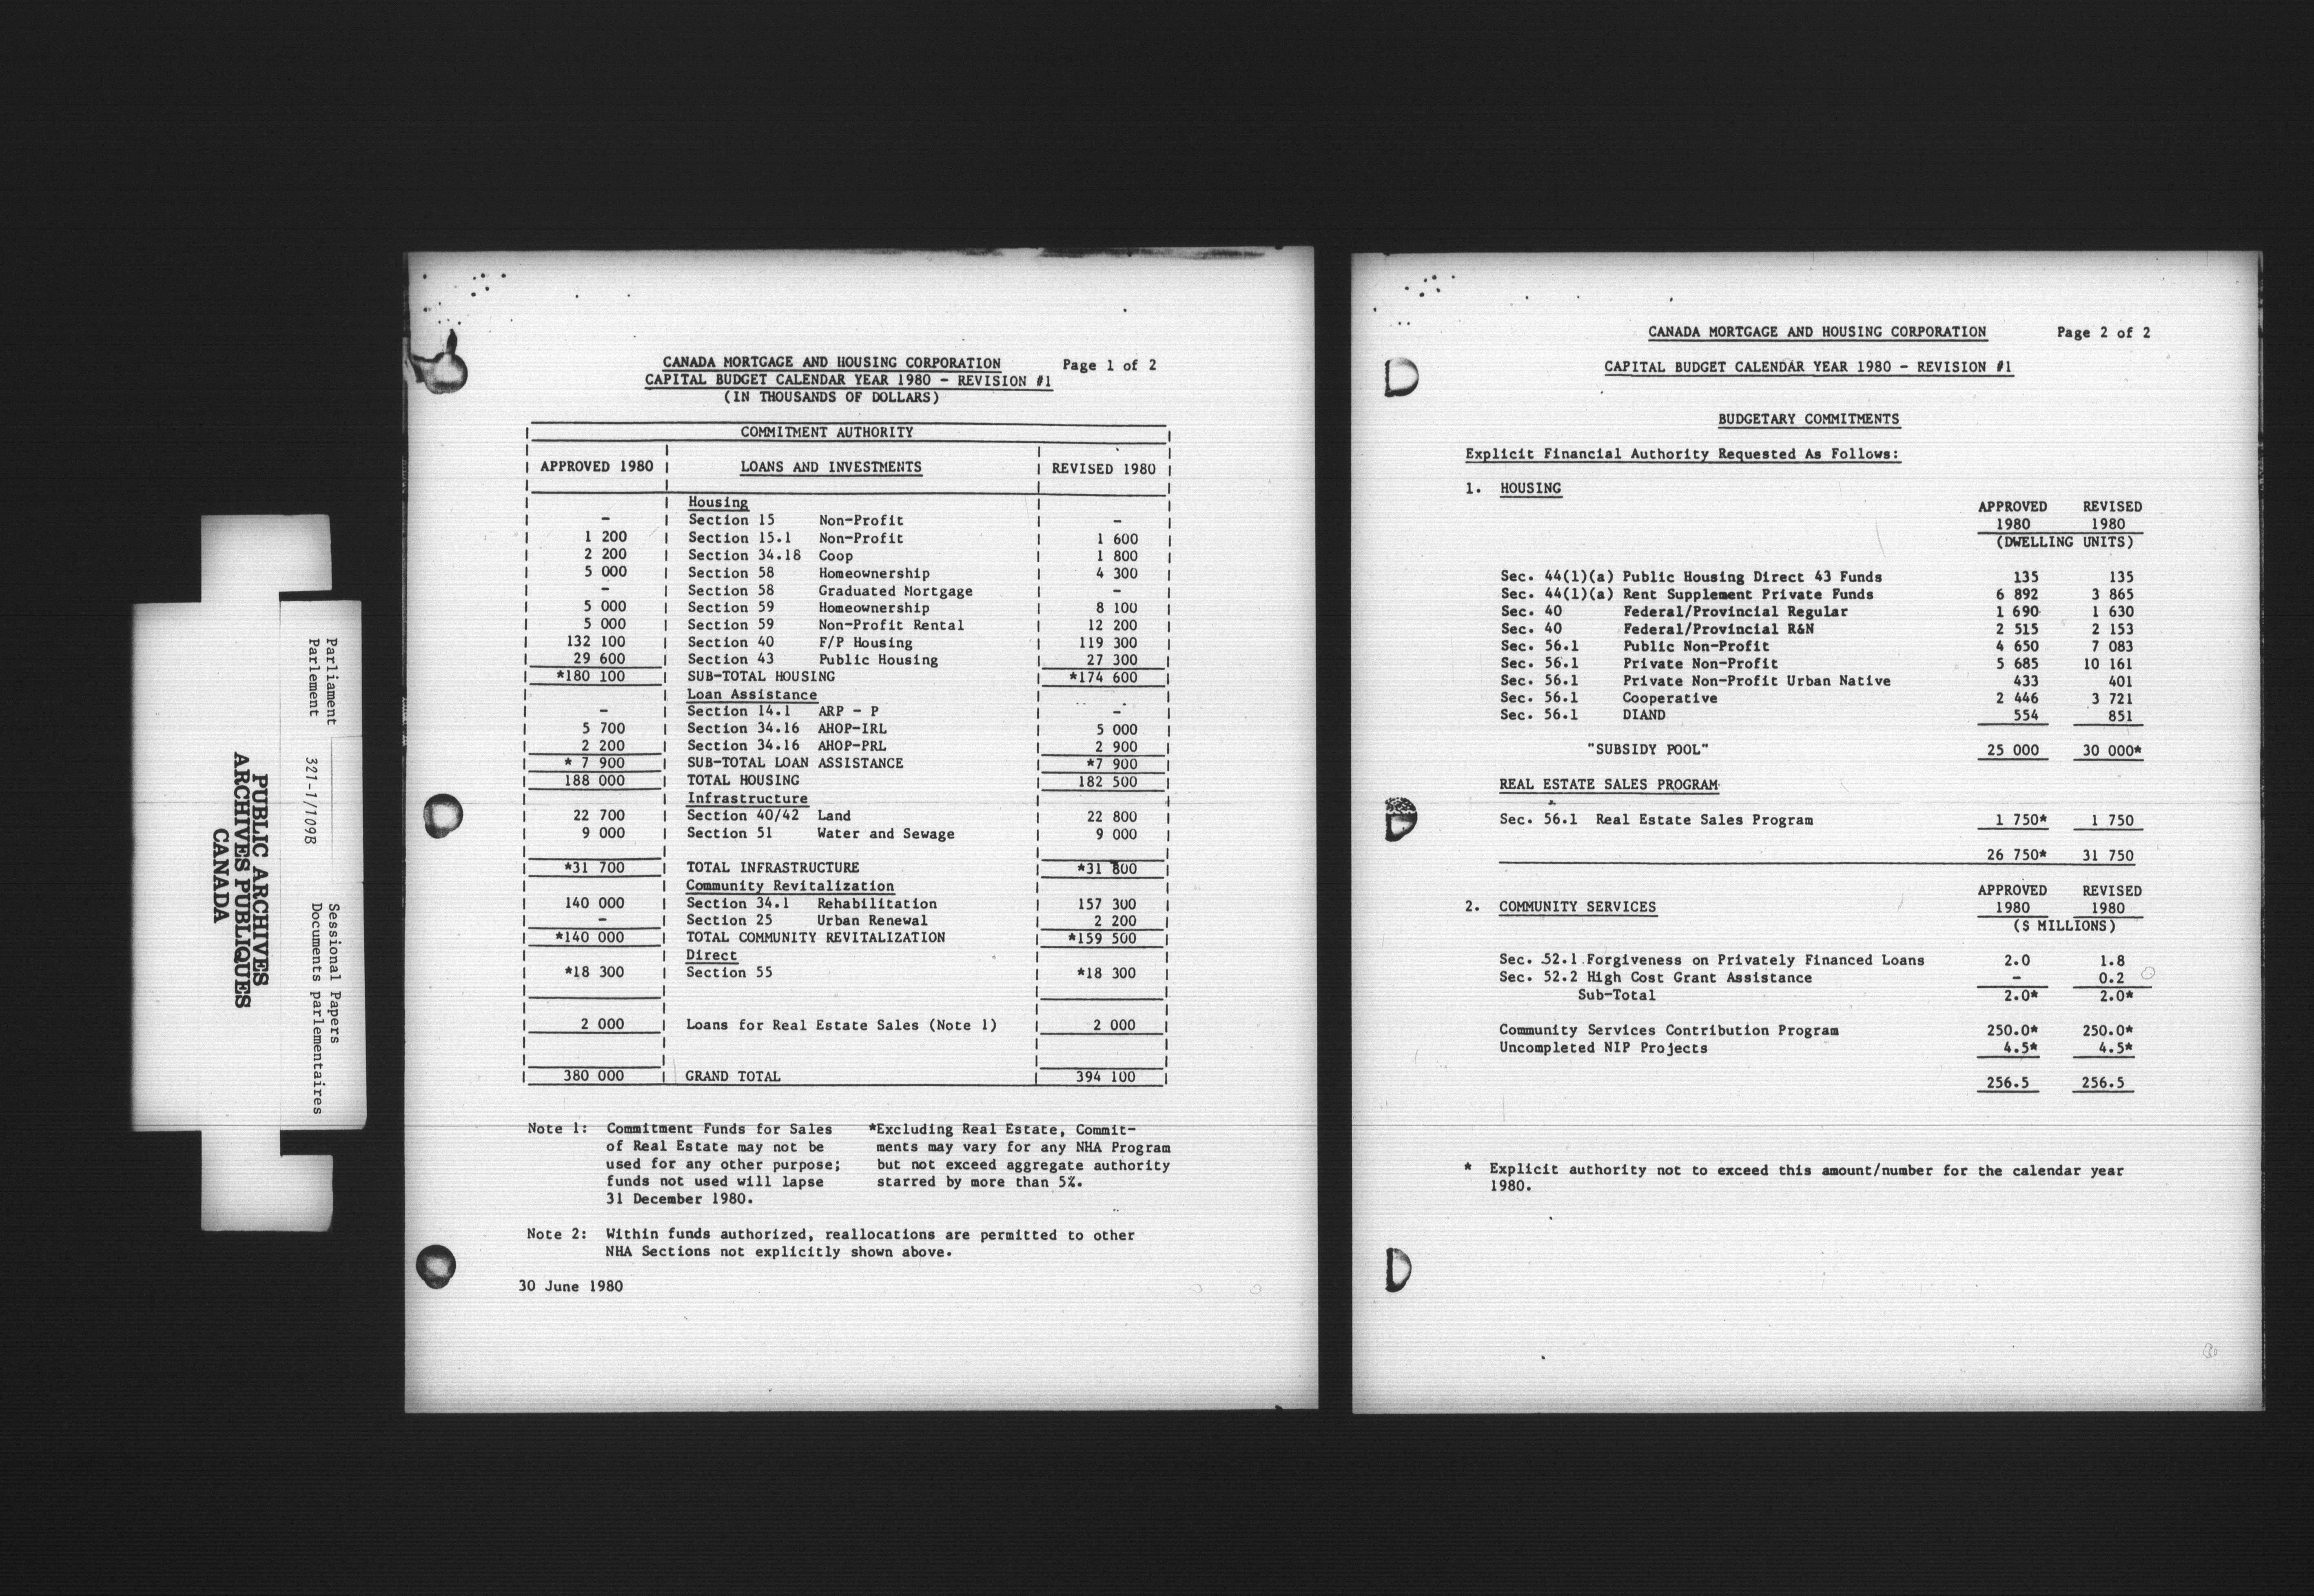 Parliament
Parlement 321-1/109B
Sessional Papers
Documents parlementaires
PUBLIC ARCHIVES
ARCHIVES PUBLIQUES
CANADA
CANADA MORTGAGE AND HOUSING CORPORATION Page 1 of 2
CAPITAL BUDGET CALENDAR YEAR 1980 - REVISION #1
(IN THOUSANDS OF DOLLARS)
COMMITMENT AUTHORITY
APPROVED 1980 LOANS AND INVESTMENTS REVISED 1980
Housing
- Section 15 Non-Profit -
1 200 Section 15.1 Non-Profit 1 600
2 200 Section 34.18 Coop 1 800
5 000 Section 58 Homeownership 4 300
- Section 58 Graduated Mortgage -
5 000 Section 59 Homeownership 8 100
5 000 Section 59 Non-Profit Rental 12 200
132 100 Section 40 F/P Housing 119 300
29 600 Section 43 Public Housing 27 300
*180 100 SUB-TOTAL HOUSING *174 600
Loan Assistance
- Section 14.1 ARP - P -
5 700 Section 34.16 AHOP-IRL 5 000
2 200 Section 34.16 AHOP-PRL 2 900
* 7 900 SUB-TOTAL LOAN ASSISTANCE *7 900
188 000 TOTAL HOUSING 182 500
Infrastructure
22 700 Section 40/42 Land 22 800
9 000 Section 51 Water and Sewage 9 000
*31 700 TOTAL INFRASTRUCTURE *31 800
Community Revitalization
140 000 Section 34.1 Rehabilitation 157 300
- Section 25 Urban Renewal 2 200
*140 000 TOTAL COMMUNITY REVITALIZATION *159 500
Direct
*18 300 Section 55 *18 300
2 000 Loans for Real Estate Sales (Note 1) 2 000
380 000 GRAND TOTAL 394 100
Note 1: Commitment Funds for Sales
of Real Estate may not be
used for any other purpose;
funds not used will lapse
31 December 1980.
*Excluding Real Estate, Commit-
ments may vary for any NHA Program
but not exceed aggregate authority
starred by more than 5%.
Note 2: Within funds authorized, reallocations are permitted to other
NHA Sections not explicitly shown above.
30 June 1980
CANADA MORTGAGE AND HOUSING CORPORATION Page 2 of 2
CAPITAL BUDGET CALENDAR YEAR 1980 - REVISION #1
BUDGETARY COMMITMENTS
Explicit Financial Authority Requested As Follows:
1. HOUSING
APPROVED REVISED
1980 1980
(DWELLING UNITS)
Sec. 44(1)(a) Public Housing Direct 43 Funds 135 135
Sec. 44(1)(a) Rent Supplement Private Funds 6 892 3 865
Sec. 40 Federal/Provincial Regular 1 690 1 630
Sec. 40 Federal/Provincial R&N 2 515 2 153
Sec. 56.1 Public Non-Profit 4 650 7 083
Sec. 56.1 Private Non-Profit 5 685 10 161
Sec. 56.1 Private Non-Profit Urban Native 433 401
Sec. 56.1 Cooperative 2 446 3 721
Sec. 56.1 DIAND 554 851
"SUBSIDY POOL" 25 000 30 000*
REAL ESTATE SALES PROGRAM
Sec. 56.1 Real Estate Sales Program 1 750* 1 750
26 750* 31 750
APPROVED REVISED
2. COMMUNITY SERVICES 1980 1980
($ MILLIONS)
Sec. 52.1 Forgiveness on Privately Financed Loans 2.0 1.8
Sec. 52.2 High Cost Grant Assistance - 0.2
Sub-Total 2.0* 2.0*
Community Services Contribution Program 250.0* 250.0*
Uncompleted NIP Projects 4.5* 4.5*
256.5 256.5
* Explicit authority not to exceed this amount/number for the calendar year
1980.